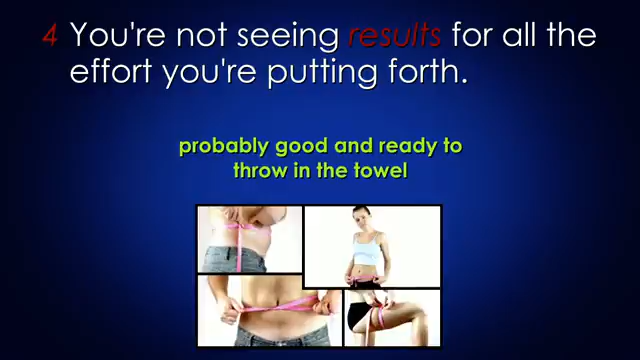 4 You're not seeing results for all the
effort you're putting forth.
probably good and ready to
throw in the towel